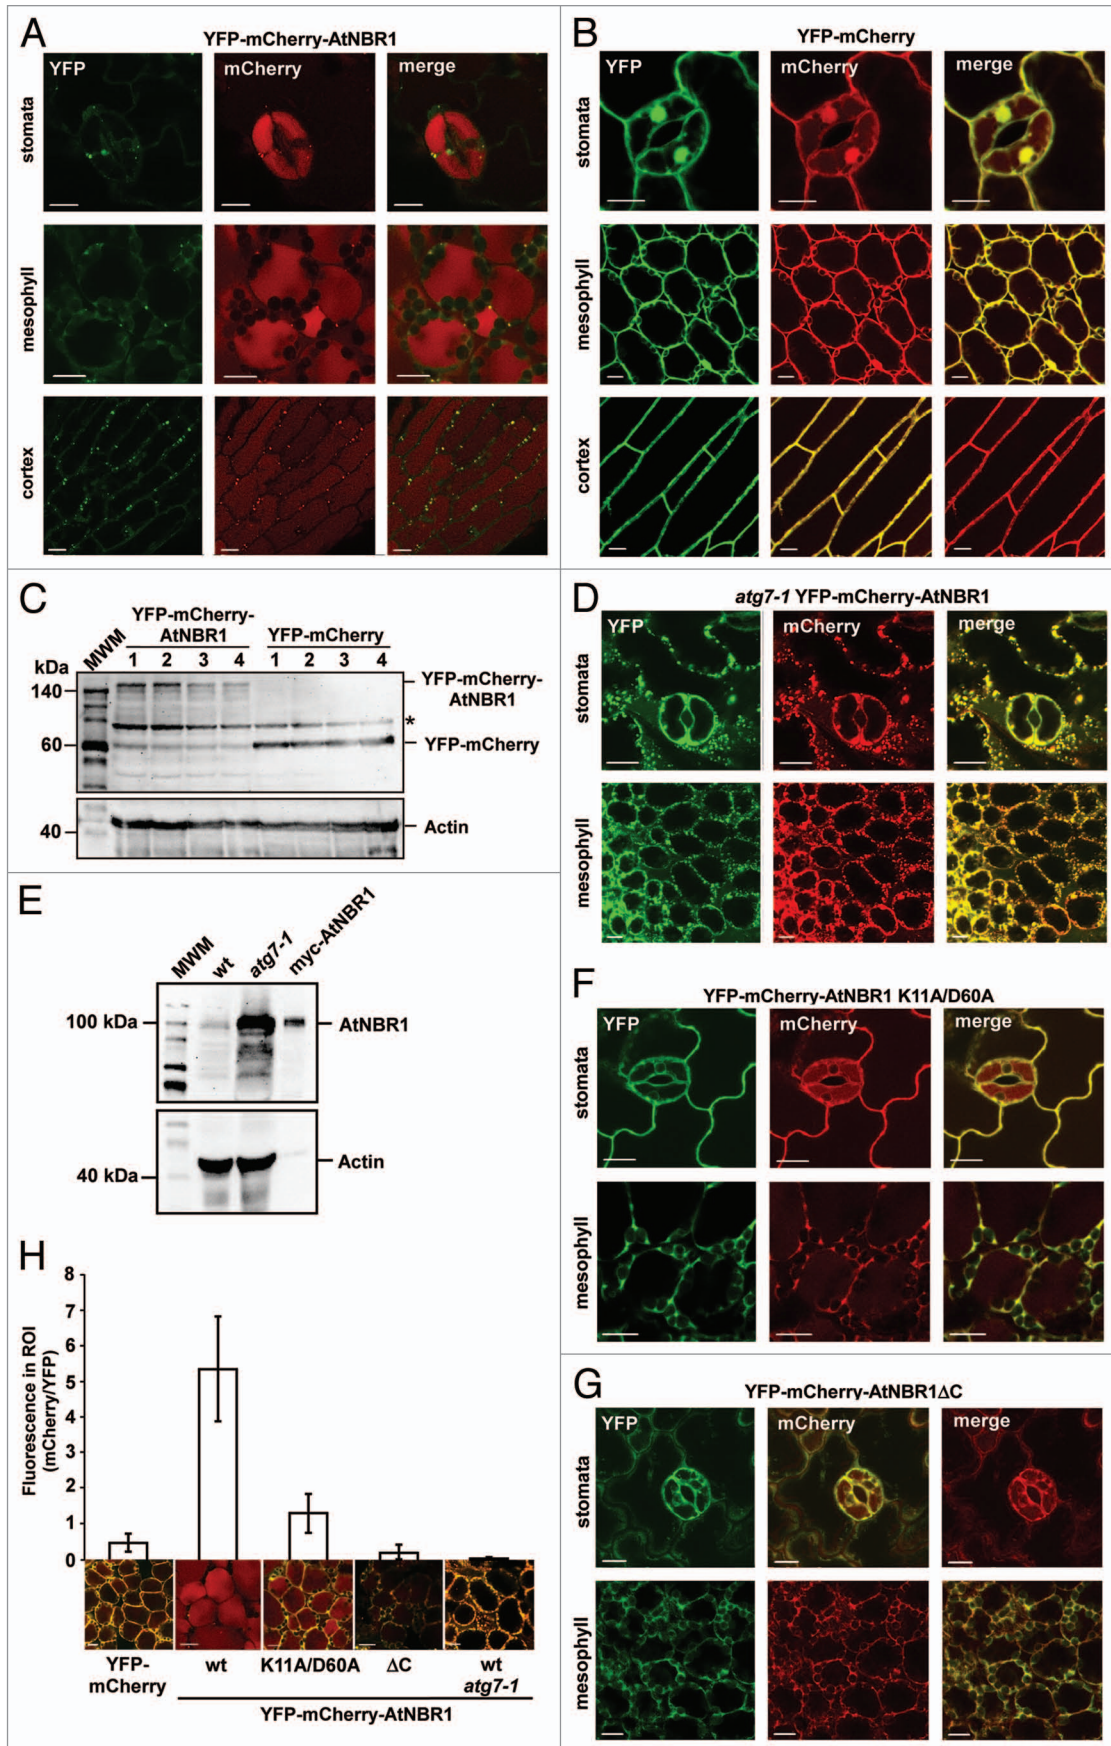 A
YFP-mCherry-AtNBR1
YFP
mCherry
merge
stomata
mesophyll
cortex
B
YFP-mCherry
YFP
mCherry
merge
stomata
mesophyll
cortex
C
YFP-mCherry-
AtNBR1
YFP-mCherry
MWM
kDa
1 2 3 4 1 2 3 4
140
60
YFP-mCherry-
AtNBR1
*
YFP-mCherry
40
Actin
D
atg7-1 YFP-mCherry-AtNBR1
YFP
mCherry
merge
stomata
mesophyll
E
MWM
wt
atg7-1
myc-AtNBR1
100 kDa
AtNBR1
40 kDa
Actin
F
YFP-mCherry-AtNBR1 K11A/D60A
YFP
mCherry
merge
stomata
mesophyll
G
YFP-mCherry-AtNBR1ΔC
YFP
mCherry
merge
stomata
mesophyll
H
Fluorescence in ROI
(mCherry/YFP)
8
7
6
5
4
3
2
1
0
YFP-
mCherry
wt
K11A/D60A
ΔC
wt
atg7-1
YFP-mCherry-AtNBR1